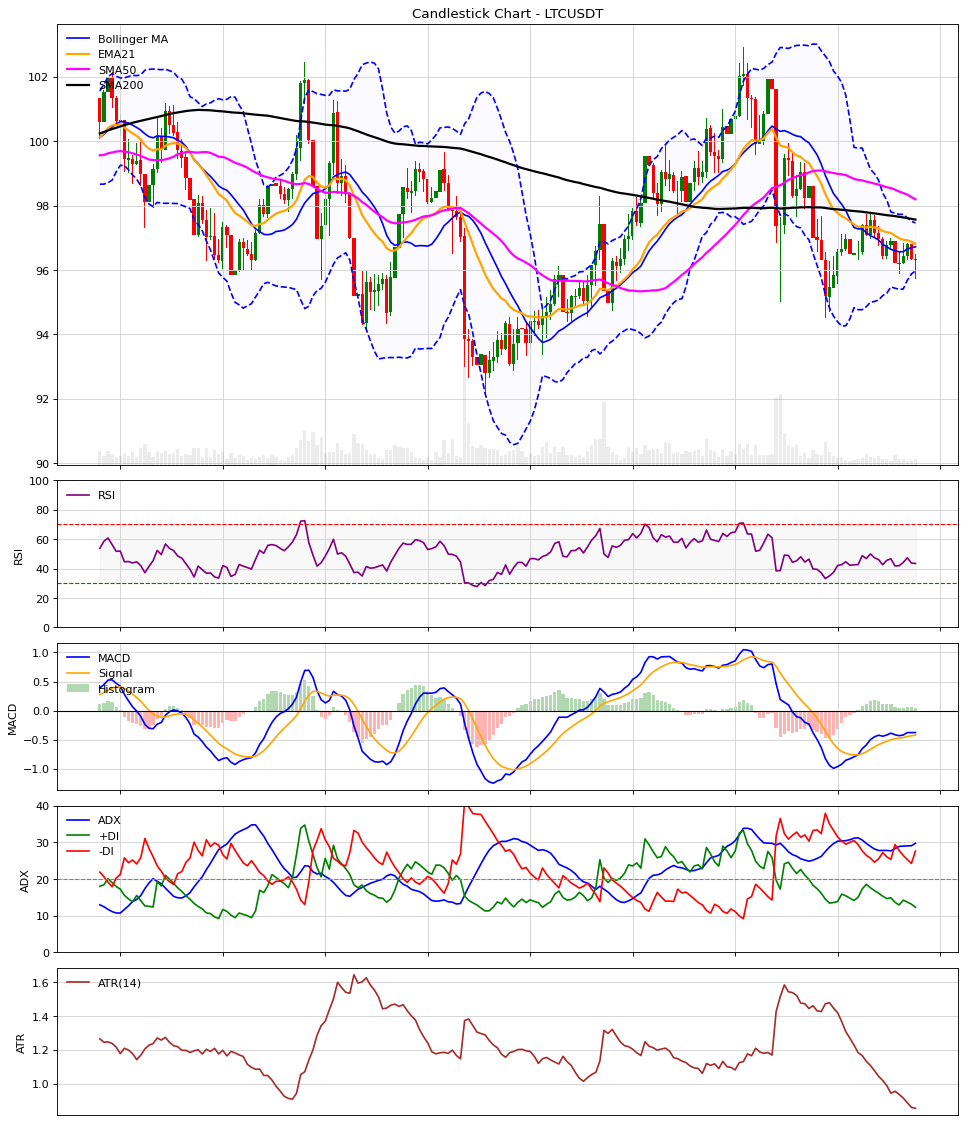 Candlestick Chart - LTCUSDT
Bollinger MA
EMA21
SMA50
SMA200
102
100
98
96
94
92
90
RSI
100
80
60
40
20
0
RSI
MACD
Signal
Histogram
1.0
0.5
0.0
−0.5
−1.0
MACD
ADX
+DI
-DI
40
30
20
10
0
ADX
ATR(14)
1.6
1.4
1.2
1.0
ATR